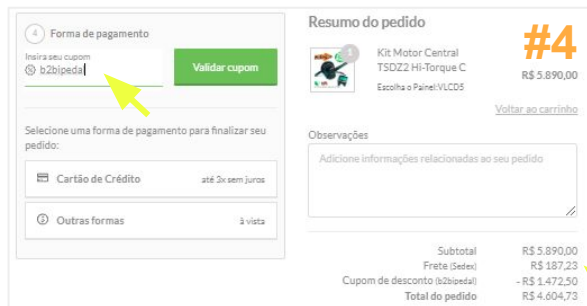 4 Forma de pagamento
Insira seu cupom
b2bipedal
Validar cupom
Selecione uma forma de pagamento para finalizar seu
pedido:
Cartão de Crédito até 3x sem juros
Outras formas à vista
Resumo do pedido
#4
1
Kit Motor Central
TSDZ2 Hi-Torque C
Escolha o Painel:VLCD5
R$ 5.890,00
Voltar ao carrinho
Observações
Adicione informações relacionadas ao seu pedido
Subtotal R$ 5.890,00
Frete (Sedex) R$ 187,23
Cupom de desconto (b2bipedal) - R$ 1.472,50
Total do pedido R$ 4.604,73